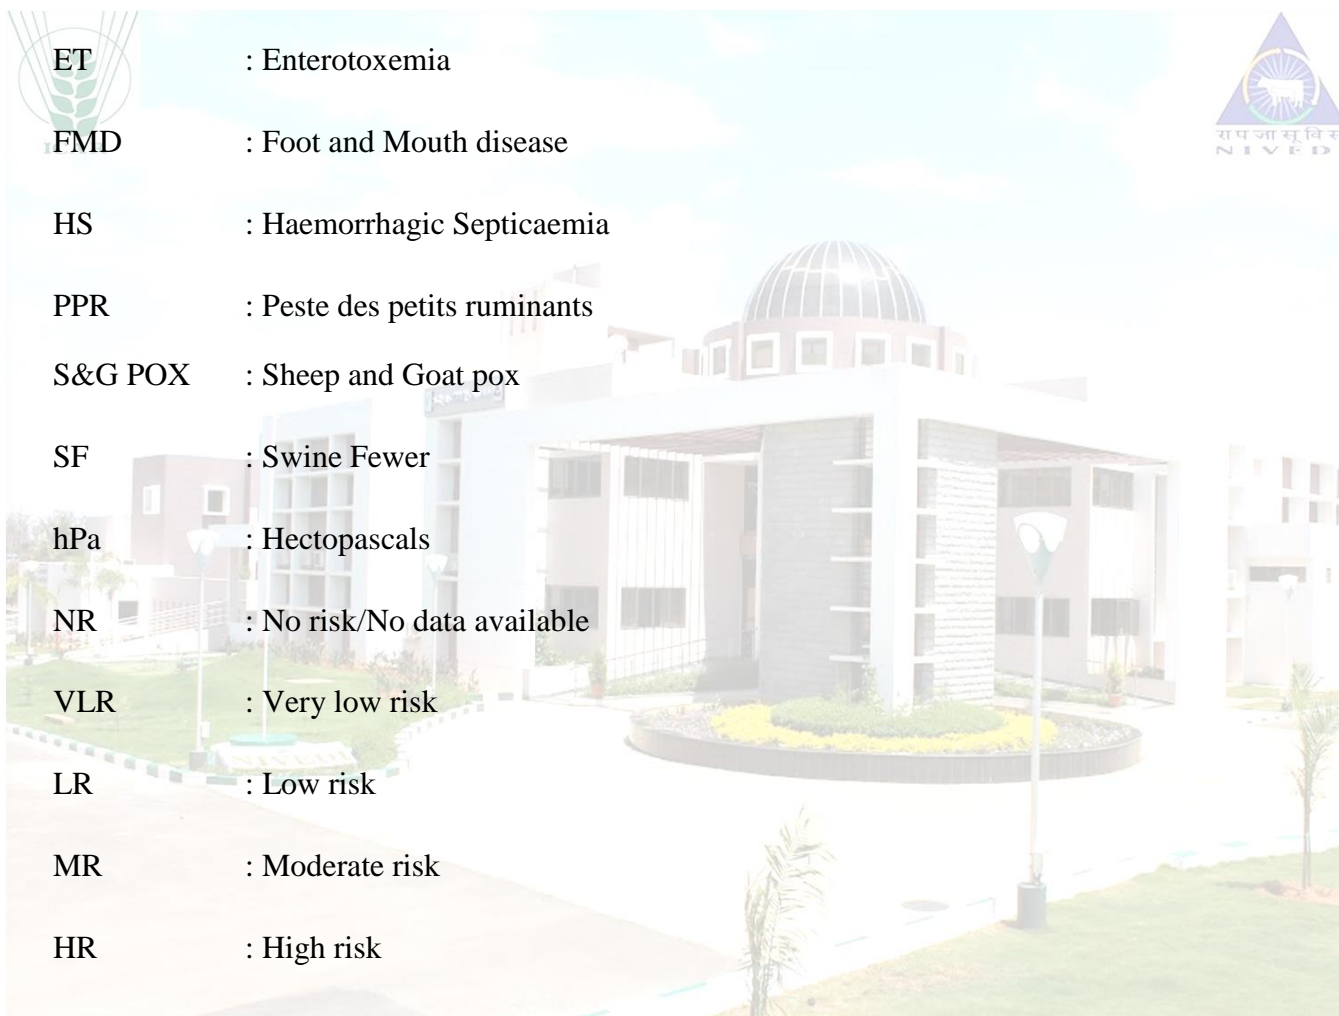 ET : Enterotoxemia
राप जा सू वि स
NIVEDI
FMD : Foot and Mouth disease
HS : Haemorrhagic Septicaemia
PPR : Peste des petits ruminants
S&G POX : Sheep and Goat pox
SF : Swine Fewer
hPa : Hectopascals
NR : No risk/No data available
VLR : Very low risk
NIVEDI
LR : Low risk
MR : Moderate risk
HR : High risk